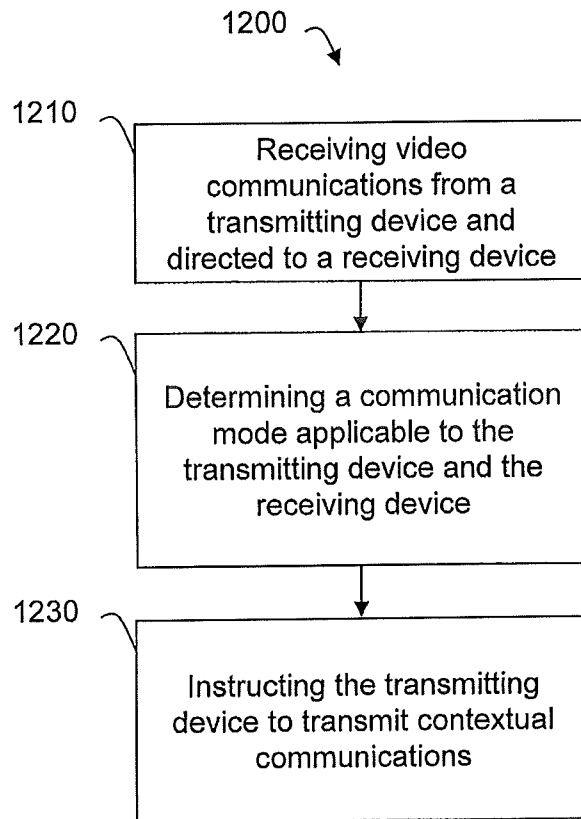 1200
1210
Receiving video
communications from a
transmitting device and
directed to a receiving device
1220
Determining a communication
mode applicable to the
transmitting device and the
receiving device
1230
Instructing the transmitting
device to transmit contextual
communications